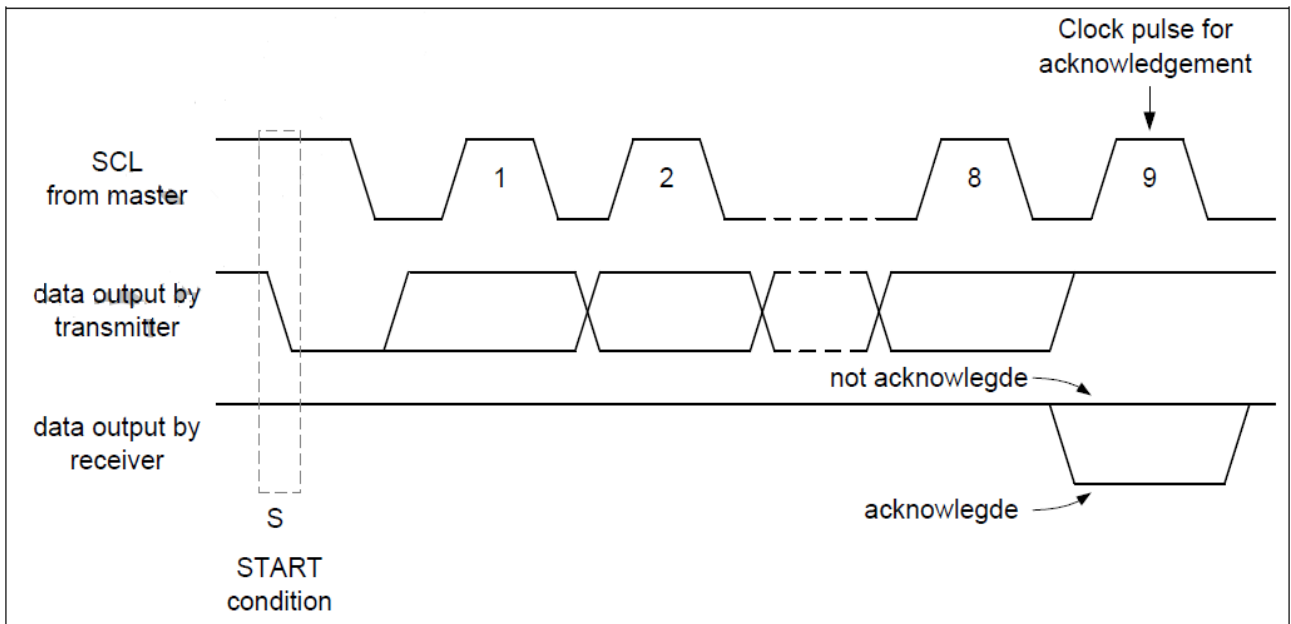 Clock pulse for
acknowledgement
SCL
from master
1
2
8
9
data output by
transmitter
not acknowlegde
data output by
receiver
acknowlegde
S
START
condition